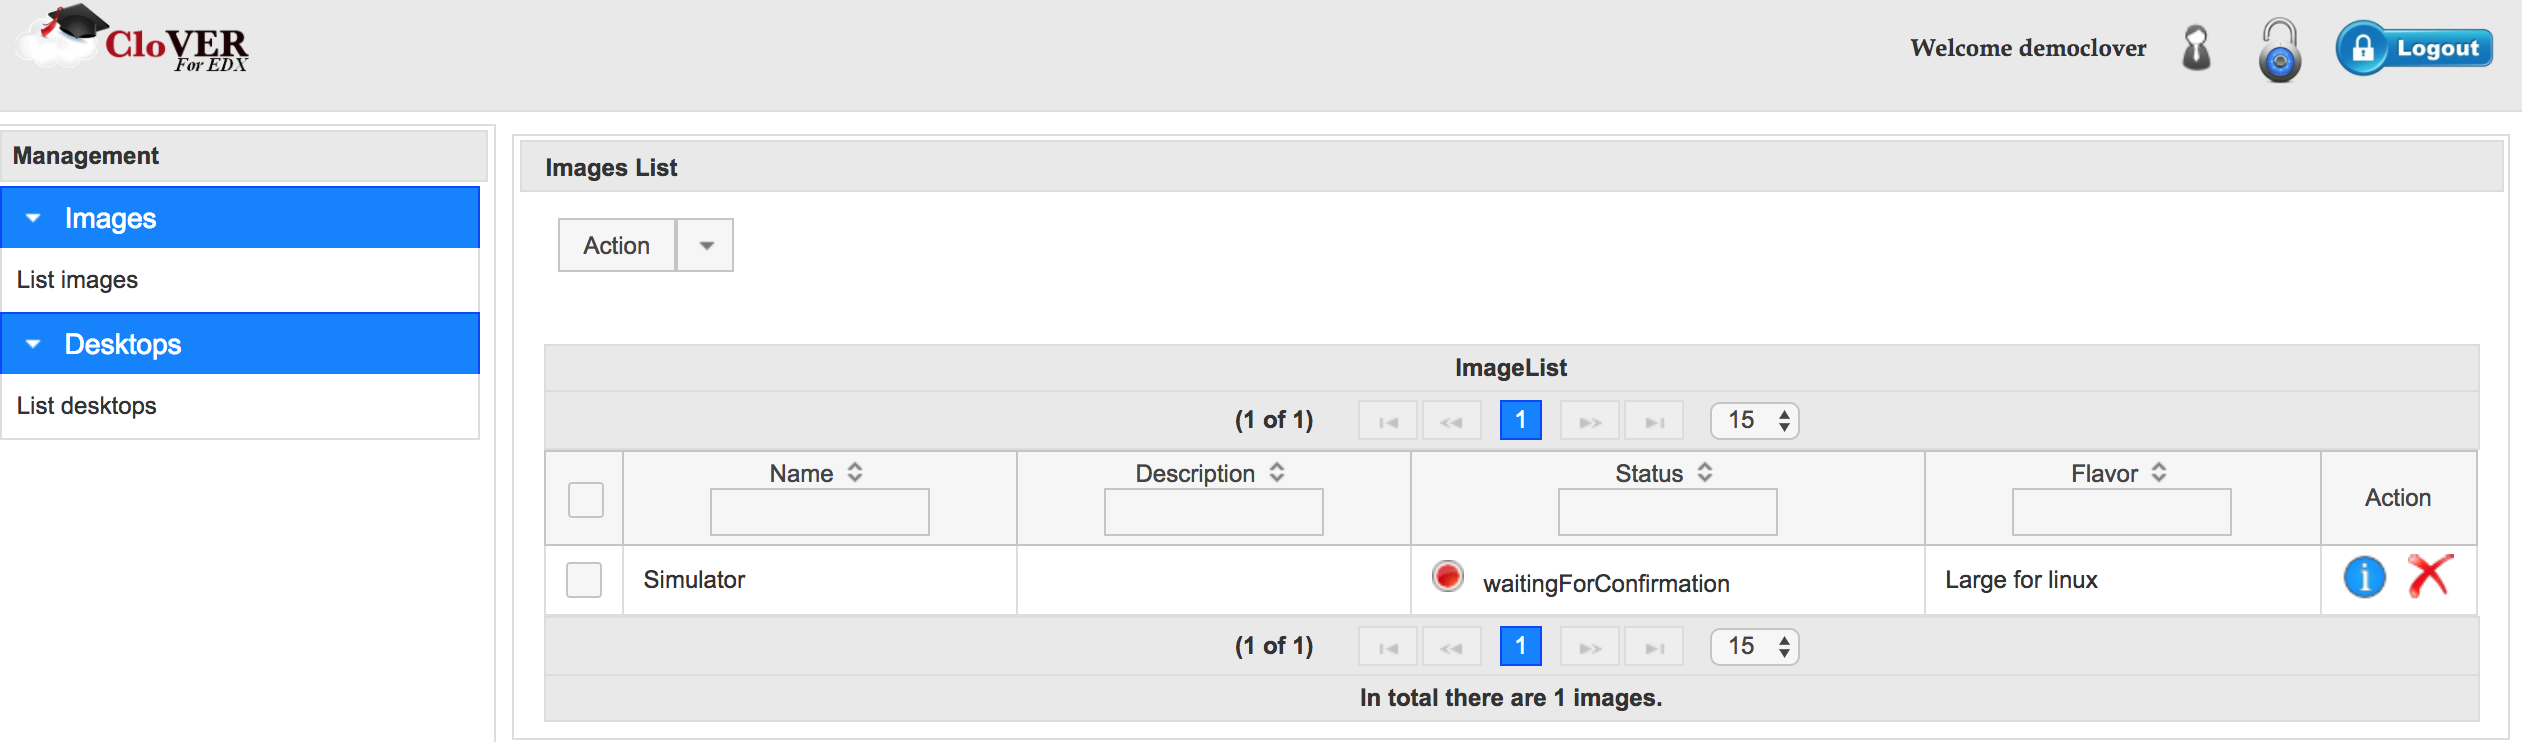 CloVER
For EDX
Welcome democlover
Logout
Management
Images
List images
Desktops
List desktops
Images List
Action
ImageList
(1 of 1) 1 15
Name Description Status Flavor Action
Simulator waitingForConfirmation Large for linux
(1 of 1) 1 15
In total there are 1 images.